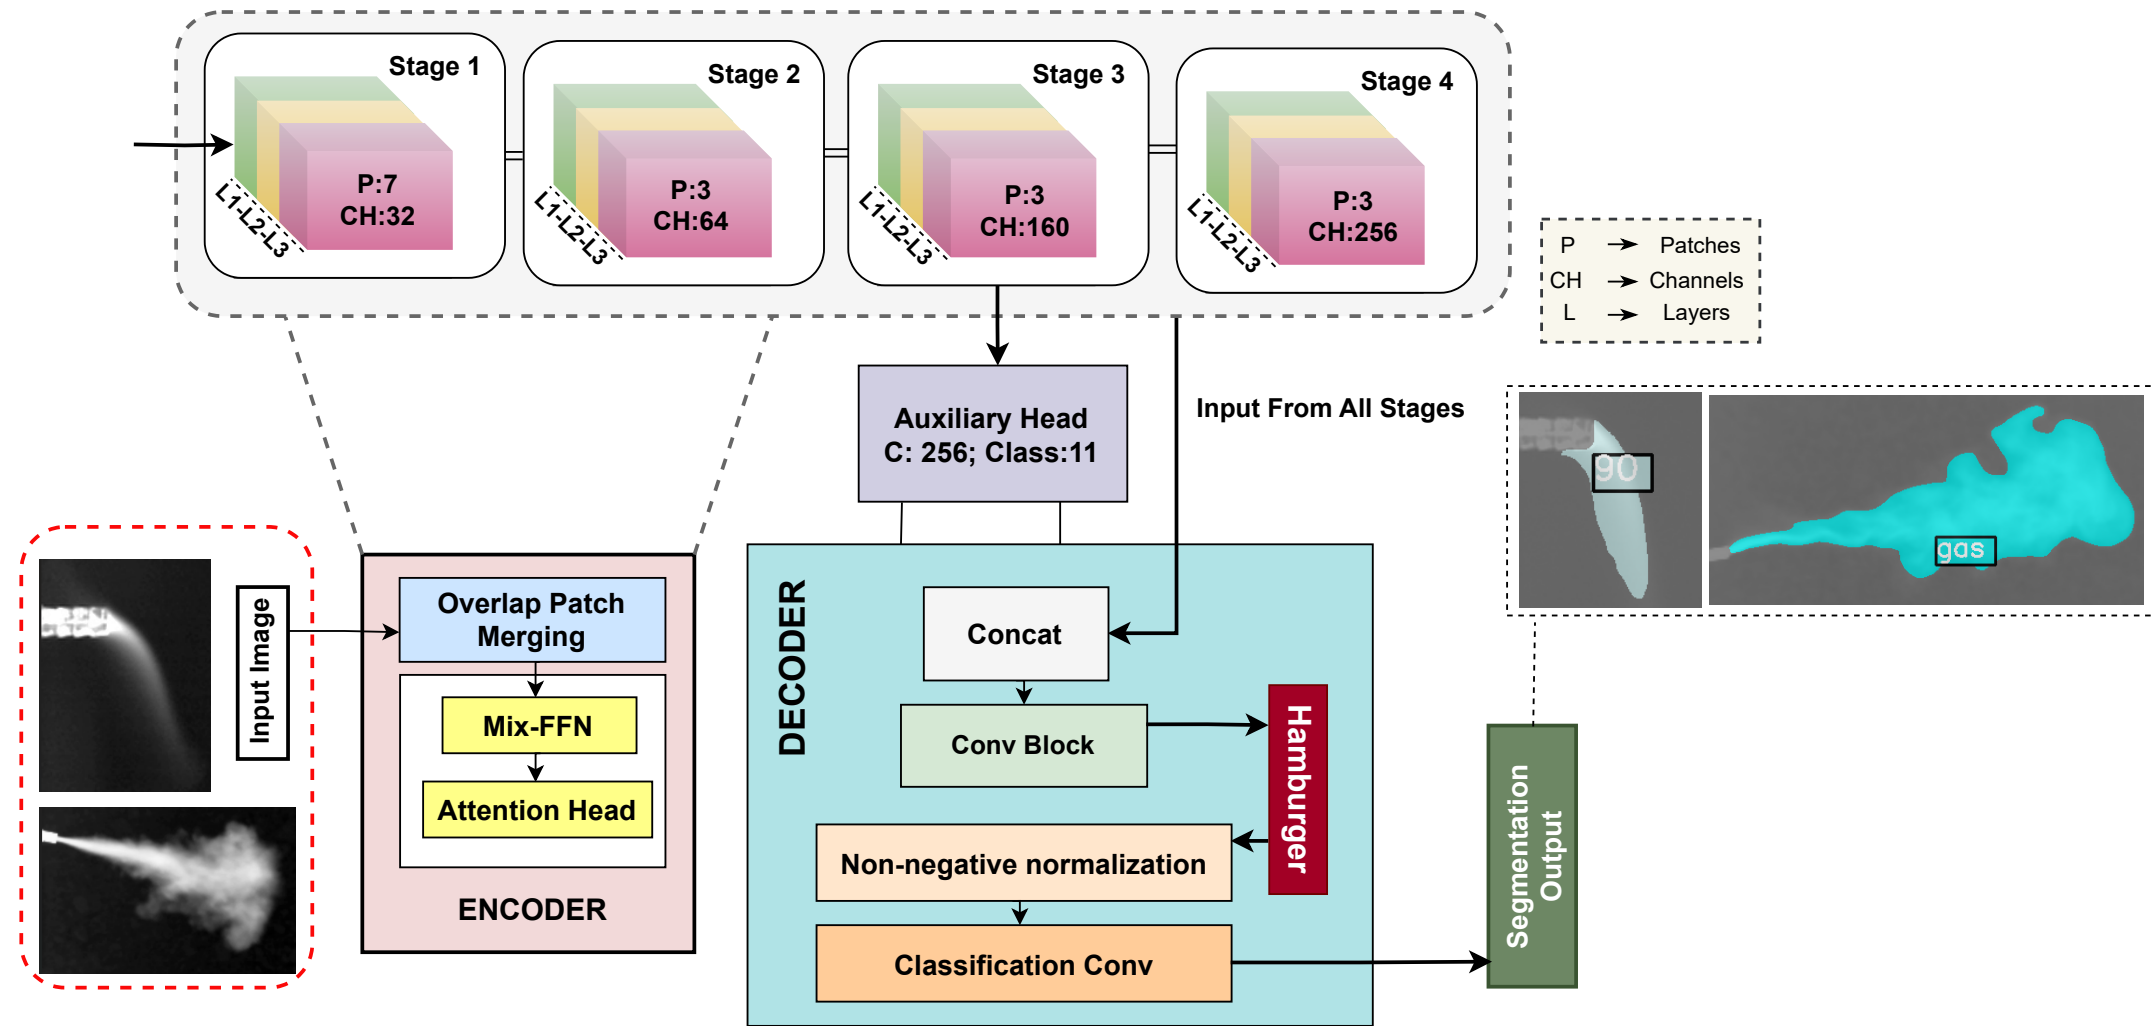 Stage 1
P:7
CH:32
L1-L2-L3
Stage 2
P:3
CH:64
L1-L2-L3
Stage 3
P:3
CH:160
L1-L2-L3
Stage 4
P:3
CH:256
L1-L2-L3
P → Patches
CH → Channels
L → Layers
Auxiliary Head
C: 256; Class:11
Input From All Stages
90
gas
Input Image
Overlap Patch
Merging
Mix-FFN
Attention Head
ENCODER
DECODER
Concat
Conv Block
Hamburger
Non-negative normalization
Classification Conv
Segmentation
Output